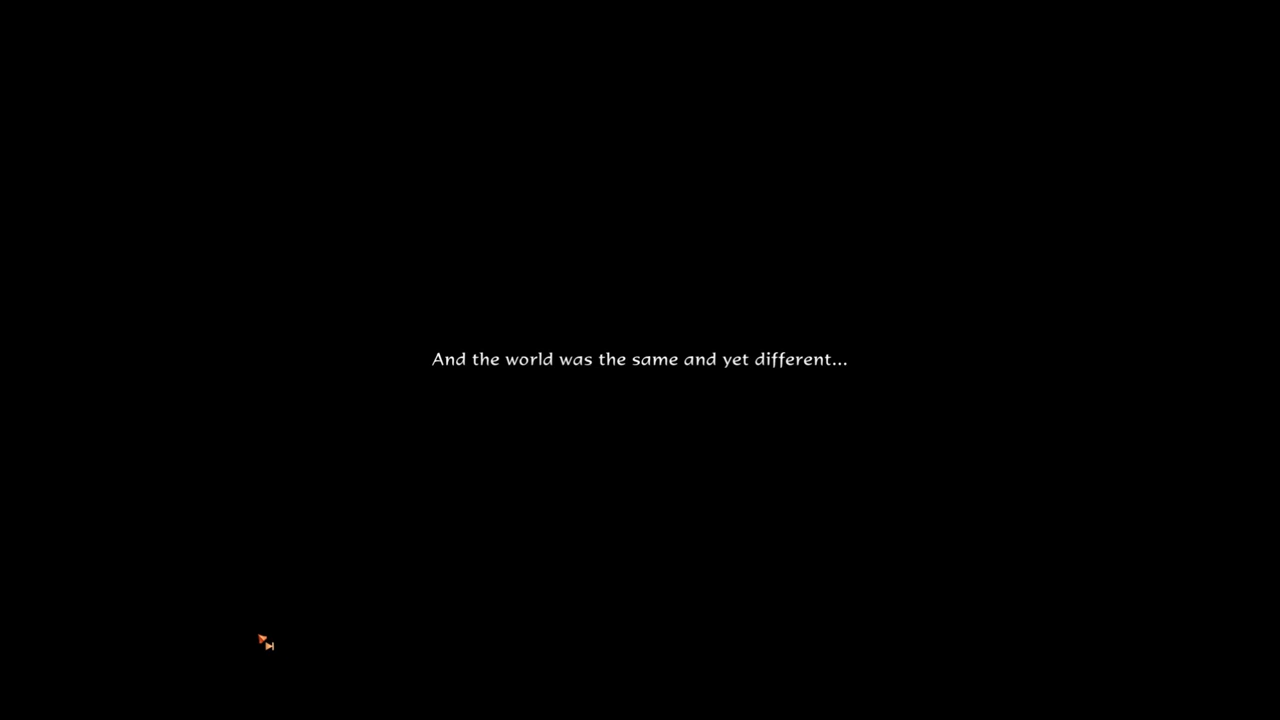 And the world was the same and yet different...